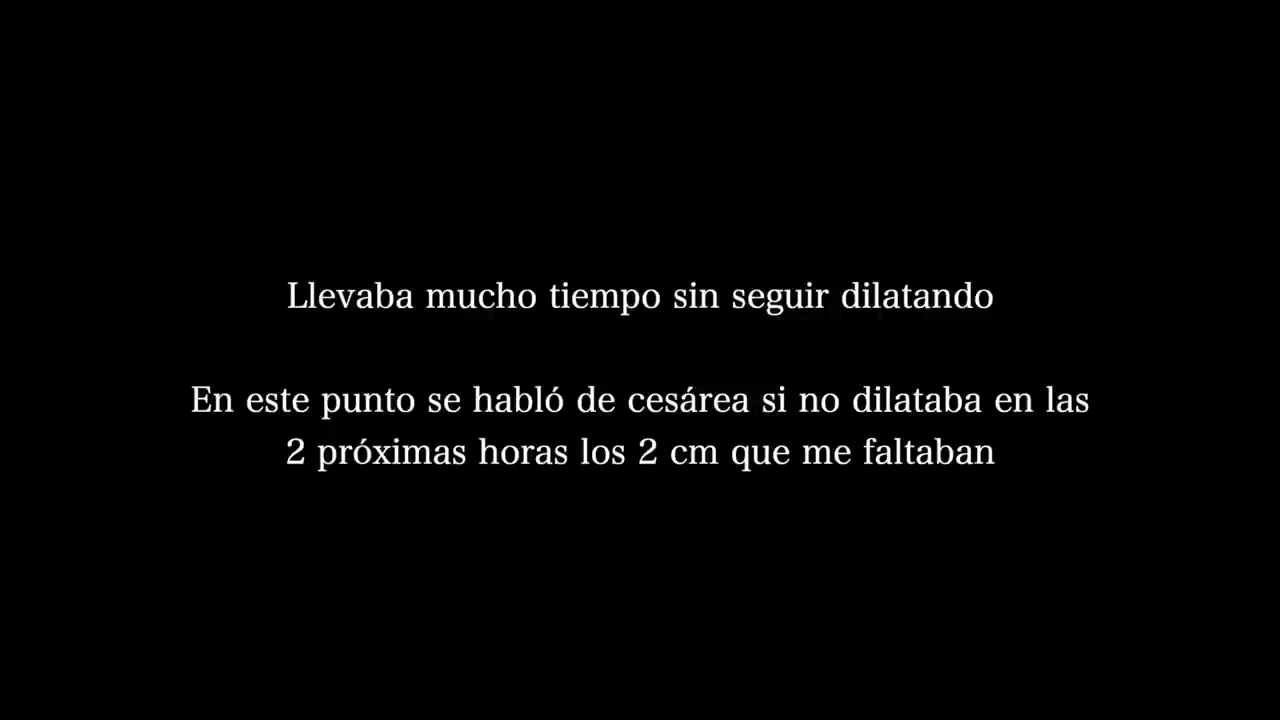 Llevaba mucho tiempo sin seguir dilatando
En este punto se habló de cesárea si no dilataba en las
2 próximas horas los 2 cm que me faltaban